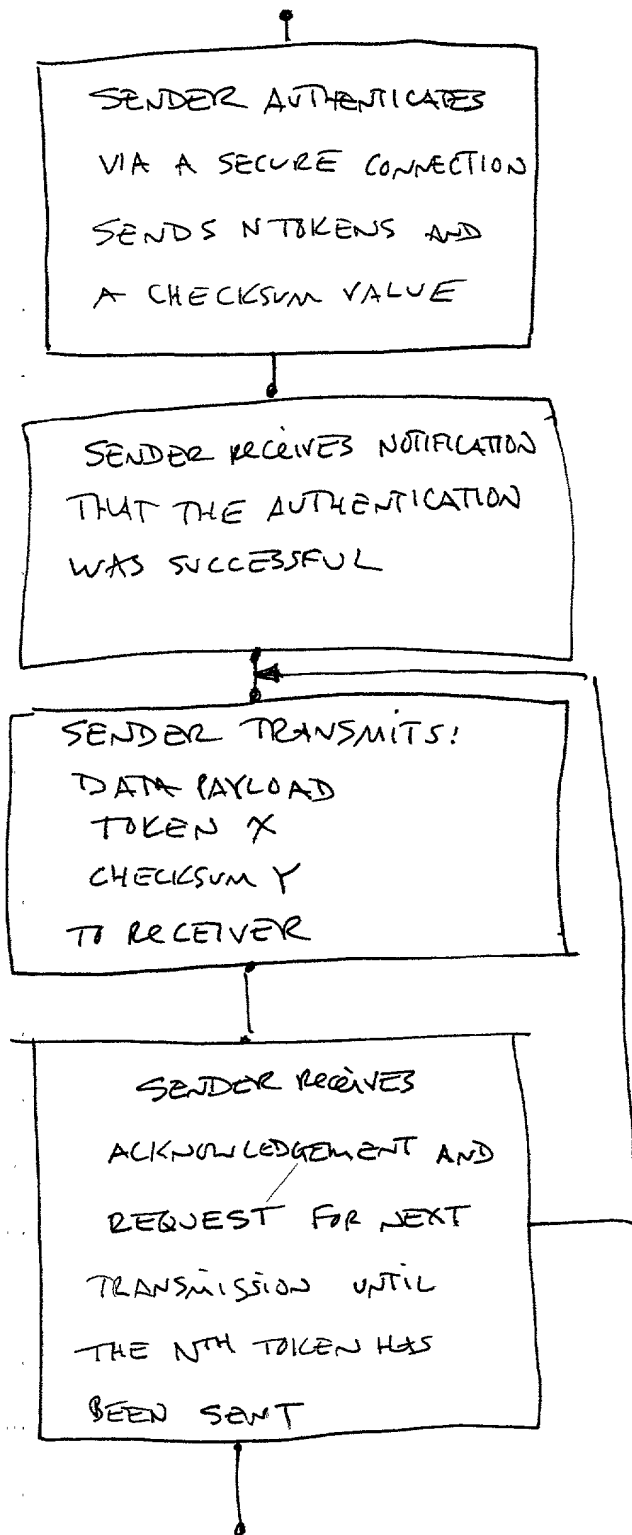 SENDER AUTHENTICATES
VIA A SECURE CONNECTION
SENDS N TOKENS AND
A CHECKSUM VALUE
SENDER RECEIVES NOTIFICATION
THAT THE AUTHENTICATION
WAS SUCCESSFUL
SENDER TRANSMITS:
DATA PAYLOAD
TOKEN X
CHECKSUM Y
TO RECEIVER
SENDER RECEIVES
ACKNOWLEDGEMENT AND
REQUEST FOR NEXT
TRANSMISSION UNTIL
THE NTH TOKEN HAS
BEEN SENT